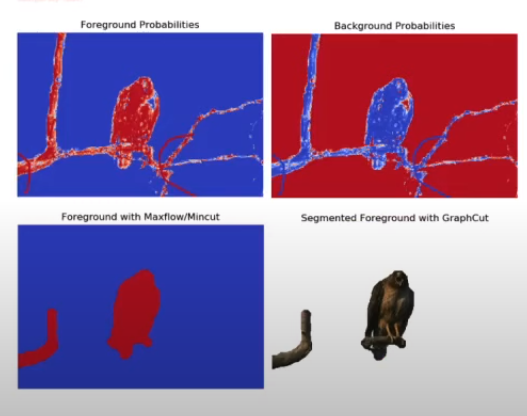 Foreground Probabilities
Background Probabilities
Foreground with Maxflow/Mincut
Segmented Foreground with GraphCut